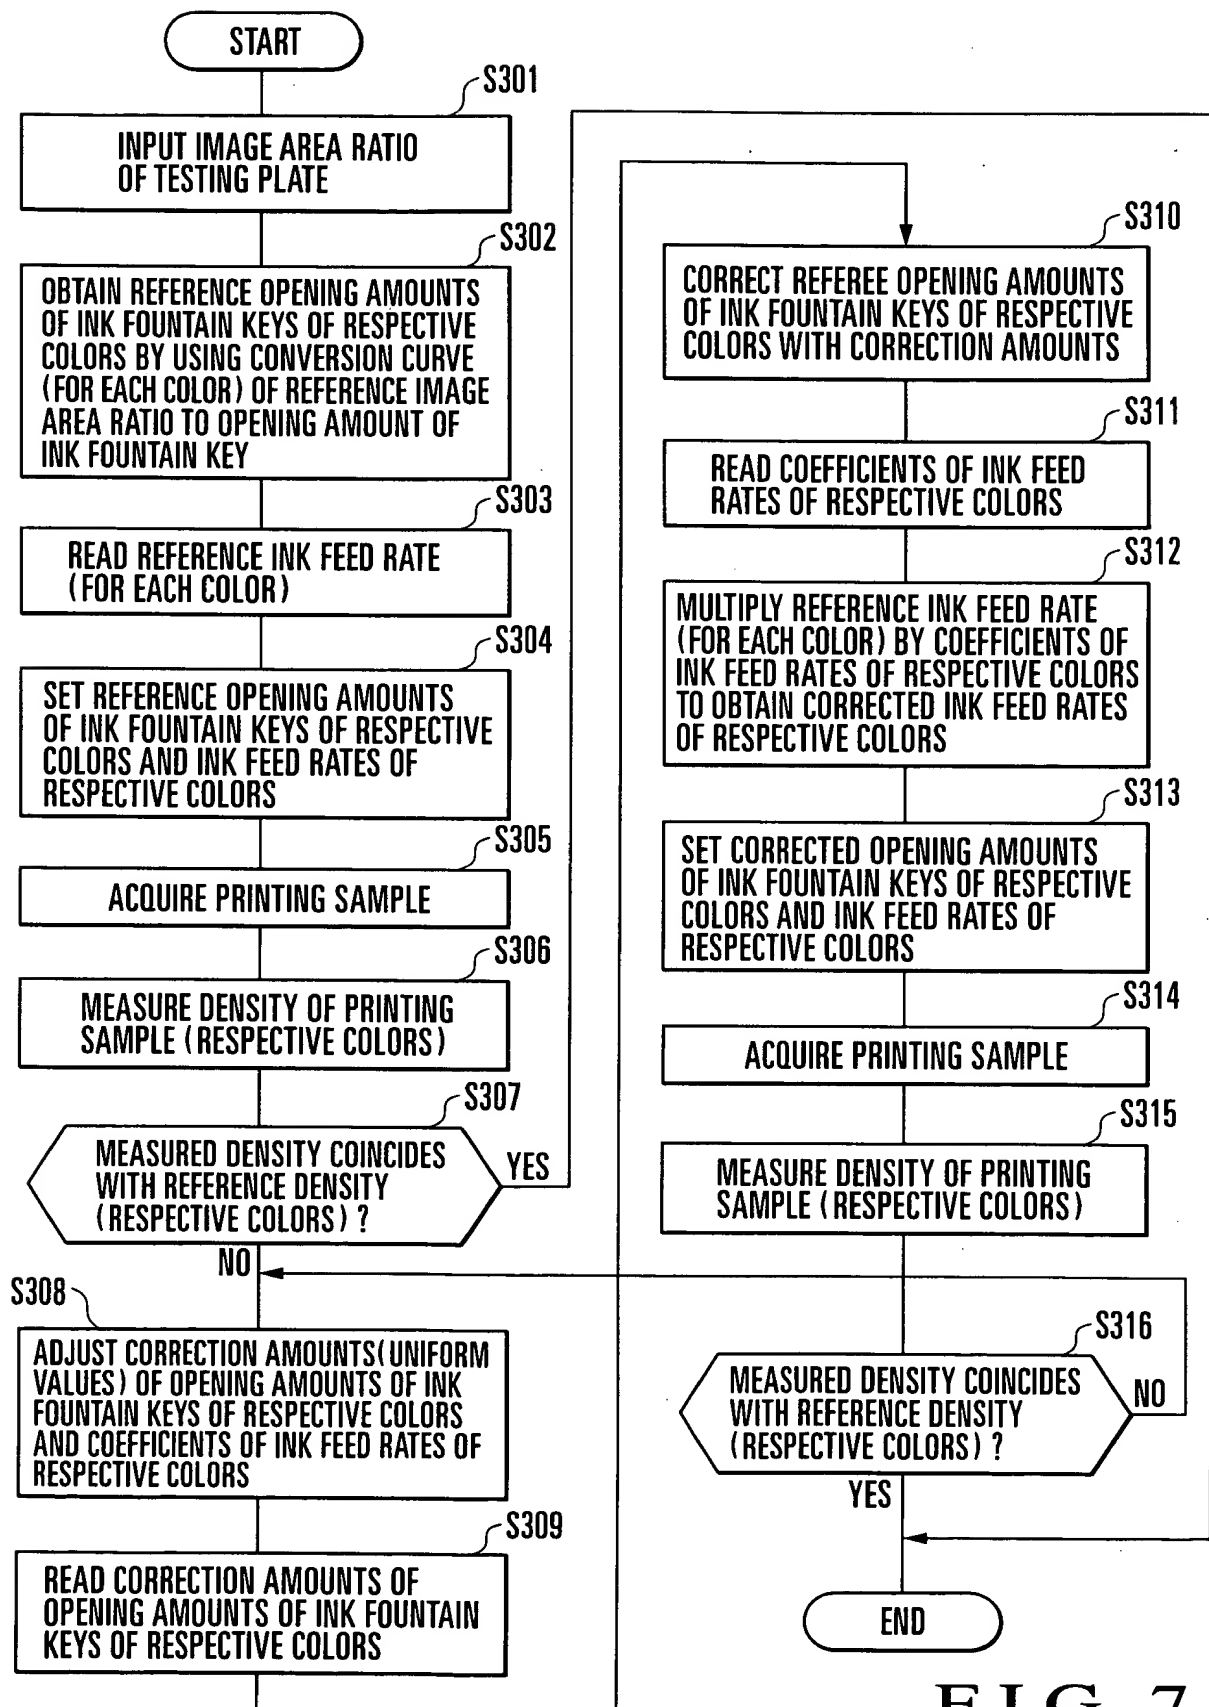 START
S301
INPUT IMAGE AREA RATIO
OF TESTING PLATE
S302
OBTAIN REFERENCE OPENING AMOUNTS
OF INK FOUNTAIN KEYS OF RESPECTIVE
COLORS BY USING CONVERSION CURVE
(FOR EACH COLOR) OF REFERENCE IMAGE
AREA RATIO TO OPENING AMOUNT OF
INK FOUNTAIN KEY
S303
READ REFERENCE INK FEED RATE
(FOR EACH COLOR)
S304
SET REFERENCE OPENING AMOUNTS
OF INK FOUNTAIN KEYS OF RESPECTIVE
COLORS AND INK FEED RATES OF
RESPECTIVE COLORS
S305
ACQUIRE PRINTING SAMPLE
S306
MEASURE DENSITY OF PRINTING
SAMPLE (RESPECTIVE COLORS)
S307
MEASURED DENSITY COINCIDES
WITH REFERENCE DENSITY
(RESPECTIVE COLORS) ?
YES
NO
S308
ADJUST CORRECTION AMOUNTS(UNIFORM
VALUES) OF OPENING AMOUNTS OF INK
FOUNTAIN KEYS OF RESPECTIVE COLORS
AND COEFFICIENTS OF INK FEED RATES OF
RESPECTIVE COLORS
S309
READ CORRECTION AMOUNTS OF
OPENING AMOUNTS OF INK FOUNTAIN
KEYS OF RESPECTIVE COLORS
S310
CORRECT REFEREE OPENING AMOUNTS
OF INK FOUNTAIN KEYS OF RESPECTIVE
COLORS WITH CORRECTION AMOUNTS
S311
READ COEFFICIENTS OF INK FEED
RATES OF RESPECTIVE COLORS
S312
MULTIPLY REFERENCE INK FEED RATE
(FOR EACH COLOR) BY COEFFICIENTS OF
INK FEED RATES OF RESPECTIVE COLORS
TO OBTAIN CORRECTED INK FEED RATES
OF RESPECTIVE COLORS
S313
SET CORRECTED OPENING AMOUNTS
OF INK FOUNTAIN KEYS OF RESPECTIVE
COLORS AND INK FEED RATES OF
RESPECTIVE COLORS
S314
ACQUIRE PRINTING SAMPLE
S315
MEASURE DENSITY OF PRINTING
SAMPLE (RESPECTIVE COLORS)
S316
MEASURED DENSITY COINCIDES
WITH REFERENCE DENSITY
(RESPECTIVE COLORS) ?
NO
YES
END
FIG. 7